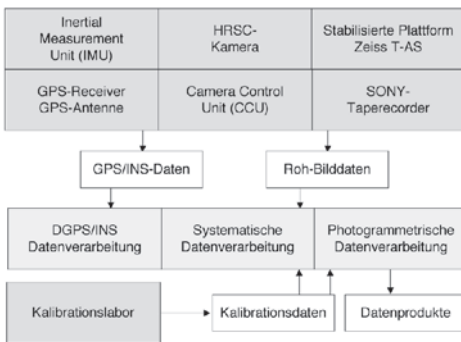 Inertial
Measurement
Unit (IMU)
HRSC-
Kamera
Stabilisierte Plattform
Zeiss T-AS
GPS-Receiver
GPS-Antenne
Camera Control
Unit (CCU)
SONY-
Taperecorder
GPS/INS-Daten
Roh-Bilddaten
DGPS/INS
Datenverarbeitung
Systematische
Datenverarbeitung
Photogrammetrische
Datenverarbeitung
Kalibrationslabor
Kalibrationsdaten
Datenprodukte